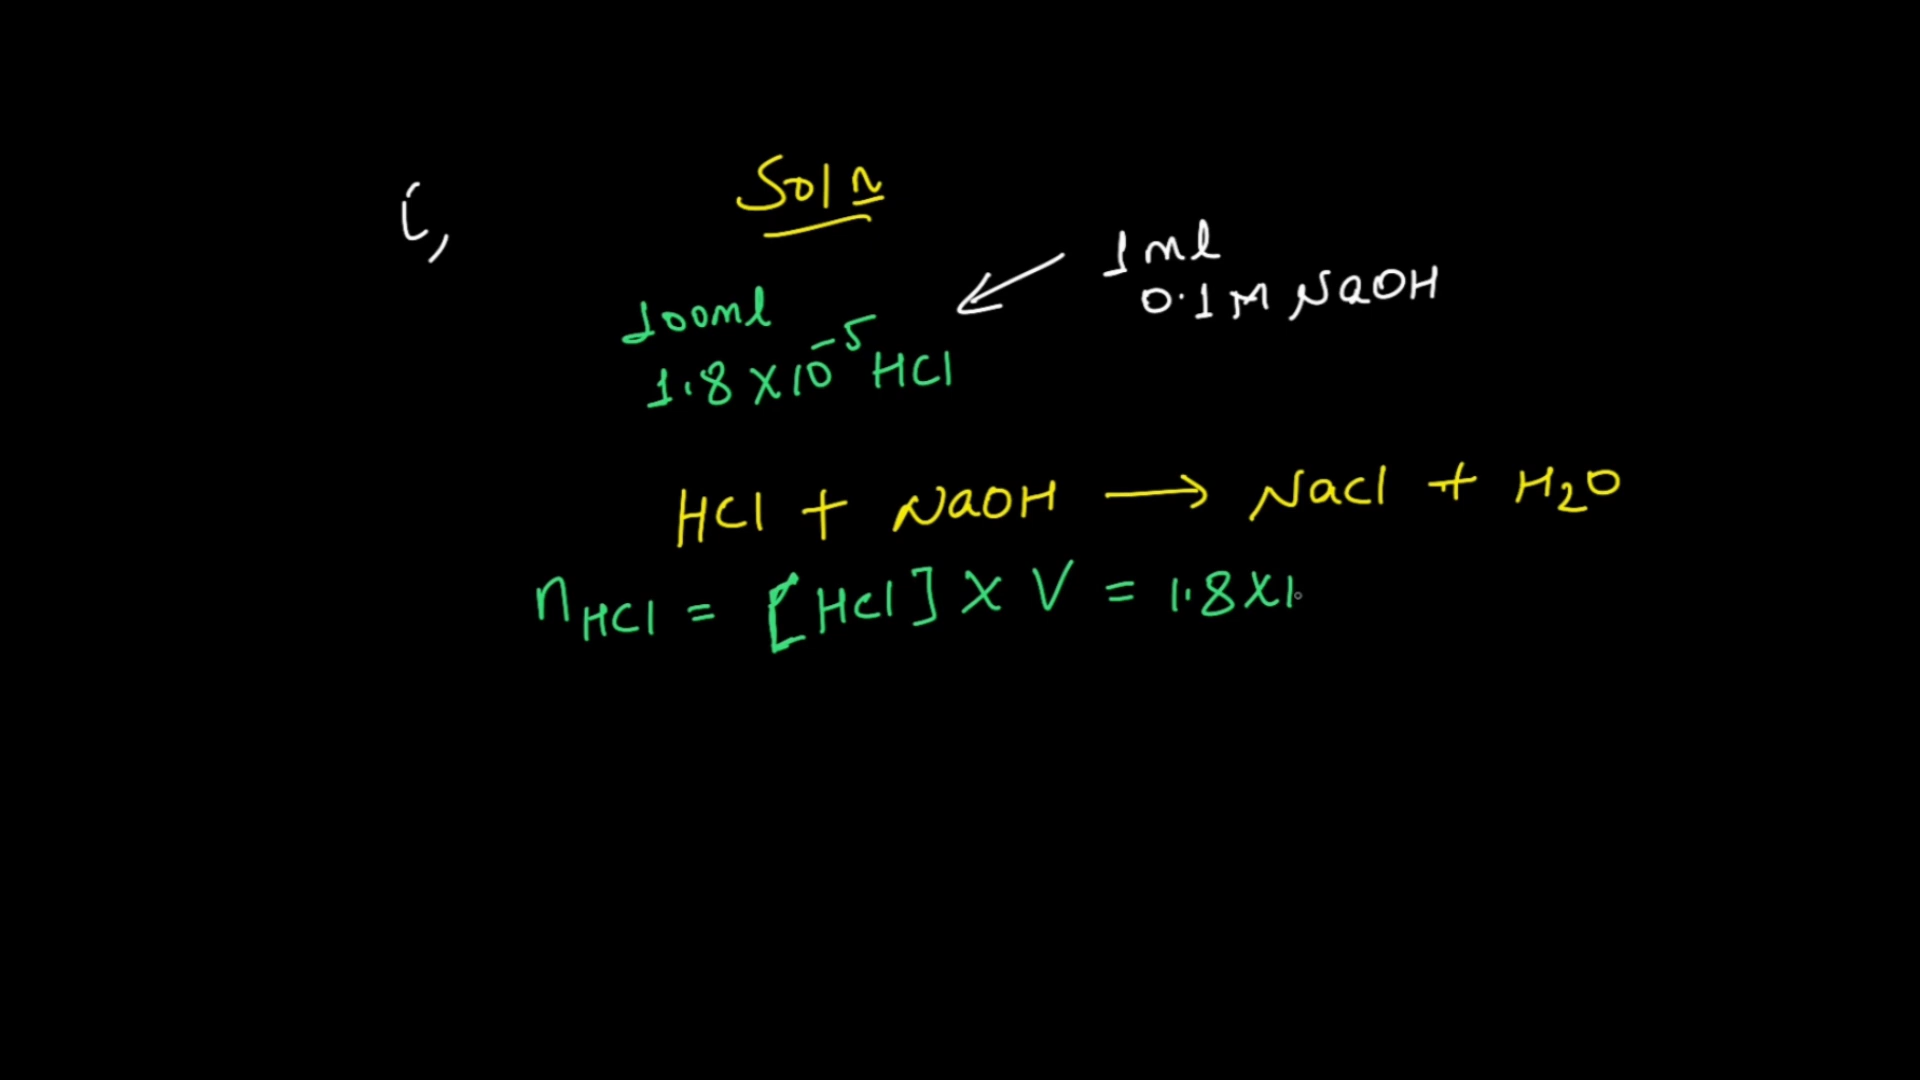 i,
Soln
1ml
0.1M NaOH
100ml
1.8 X 10⁻⁵ HCl
HCl + NaOH ⟶ NaCl + H₂O
nHCl = [HCl] X V = 1.8X1